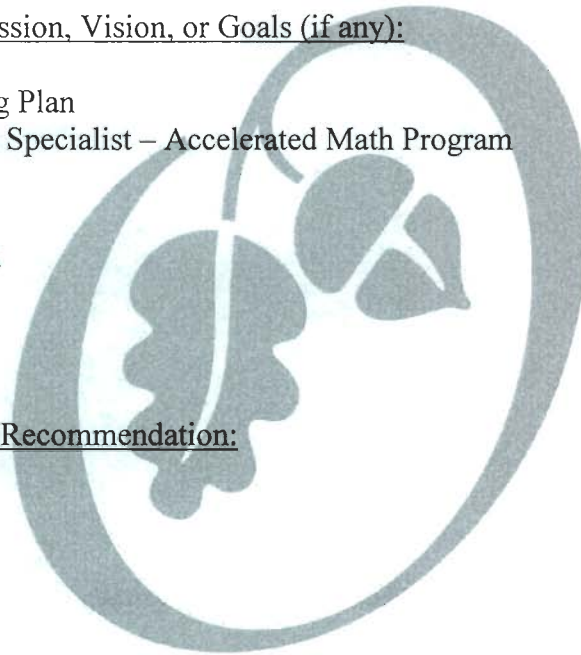 ssion, Vision, or Goals (if any):
g Plan
Specialist – Accelerated Math Program
Recommendation: